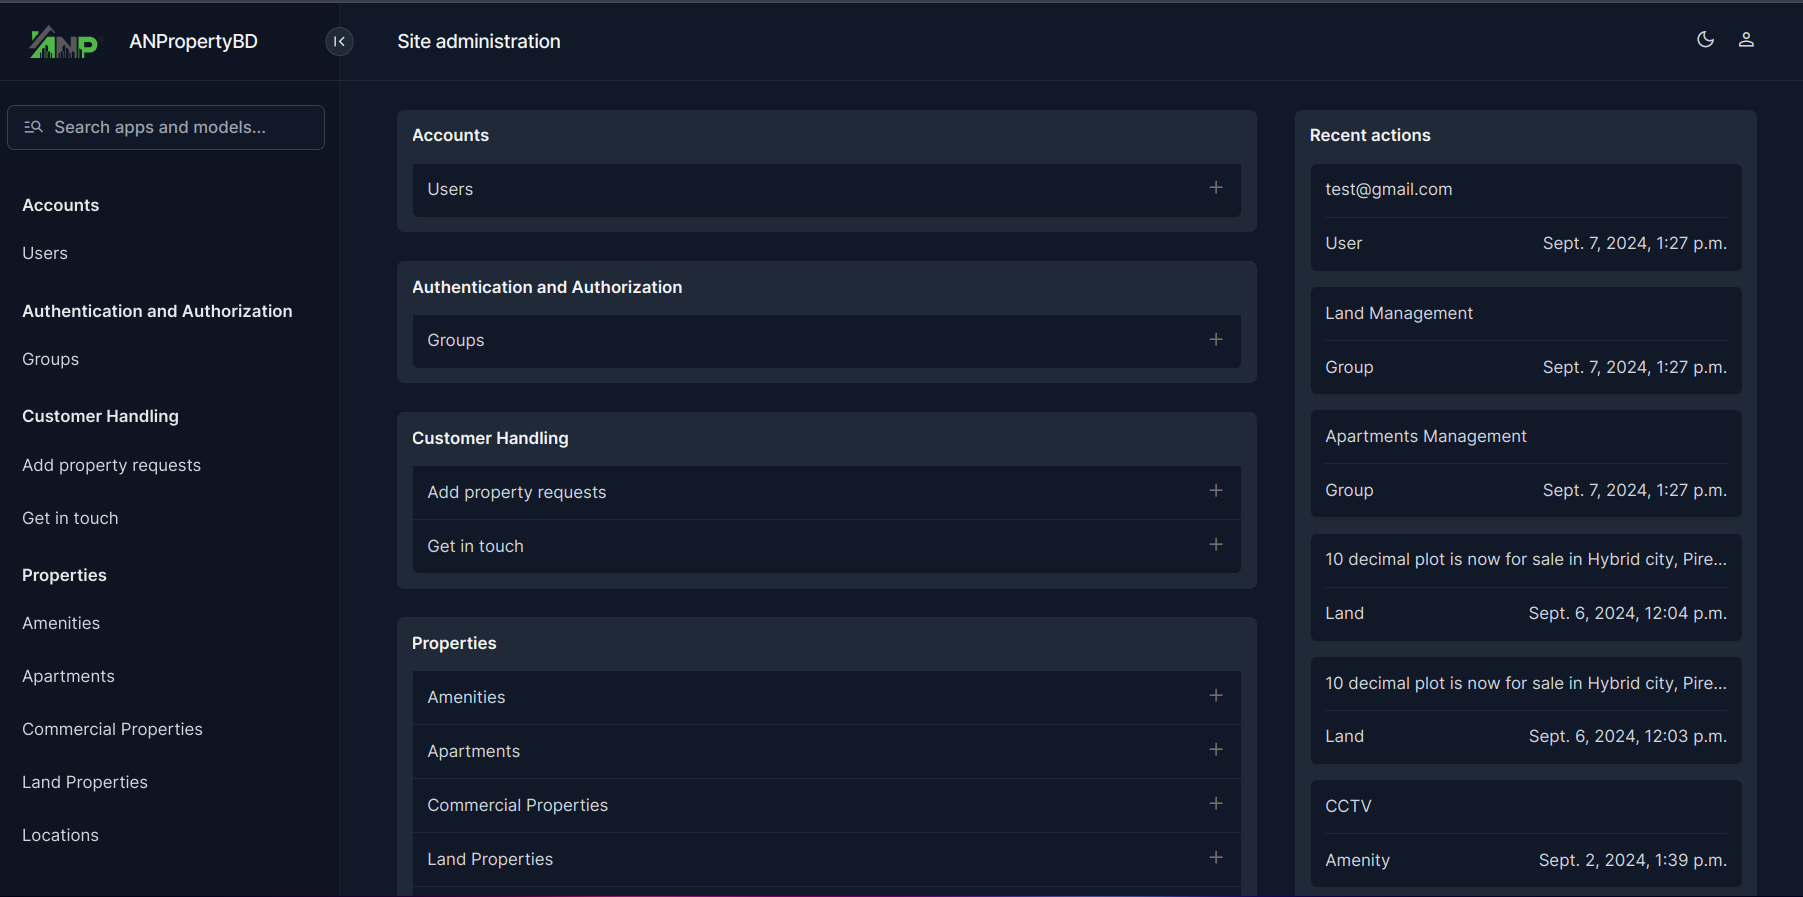 ANP
ANPropertyBD
Site administration
Search apps and models...
Accounts
Users
Authentication and Authorization
Groups
Customer Handling
Add property requests
Get in touch
Properties
Amenities
Apartments
Commercial Properties
Land Properties
Locations
Accounts
Users
Authentication and Authorization
Groups
Customer Handling
Add property requests
Get in touch
Properties
Amenities
Apartments
Commercial Properties
Land Properties
Recent actions
test@gmail.com
User Sept. 7, 2024, 1:27 p.m.
Land Management
Group Sept. 7, 2024, 1:27 p.m.
Apartments Management
Group Sept. 7, 2024, 1:27 p.m.
10 decimal plot is now for sale in Hybrid city, Pire...
Land Sept. 6, 2024, 12:04 p.m.
10 decimal plot is now for sale in Hybrid city, Pire...
Land Sept. 6, 2024, 12:03 p.m.
CCTV
Amenity Sept. 2, 2024, 1:39 p.m.